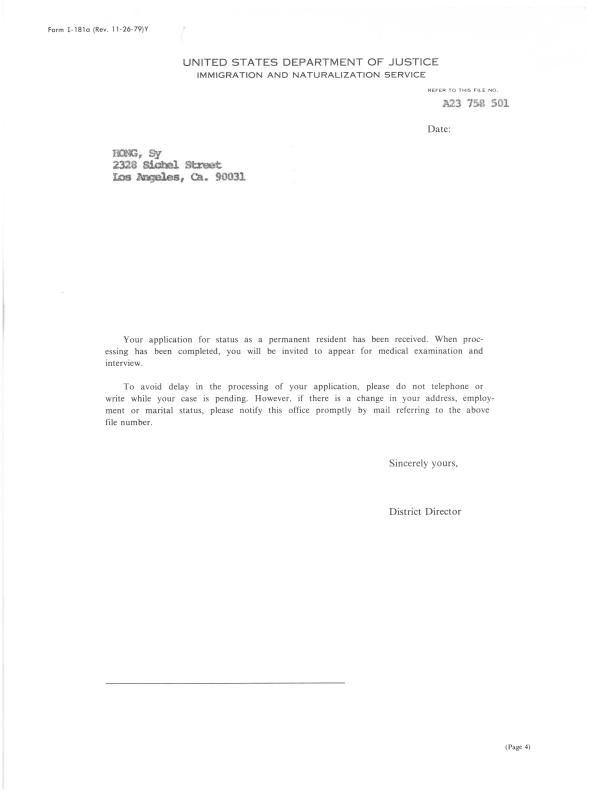 Form I-181a (Rev. 11-26-79)Y
UNITED STATES DEPARTMENT OF JUSTICE
IMMIGRATION AND NATURALIZATION SERVICE
REFER TO THIS FILE NO.
A23 758 501
Date:
HONG, Sy
2328 Sichel Street
Los Angeles, Ca. 90031
Your application for status as a permanent resident has been received. When proc-
essing has been completed, you will be invited to appear for medical examination and
interview.
To avoid delay in the processing of your application, please do not telephone or
write while your case is pending. However, if there is a change in your address, employ-
ment or marital status, please notify this office promptly by mail referring to the above
file number.
Sincerely yours,
District Director
(Page 4)